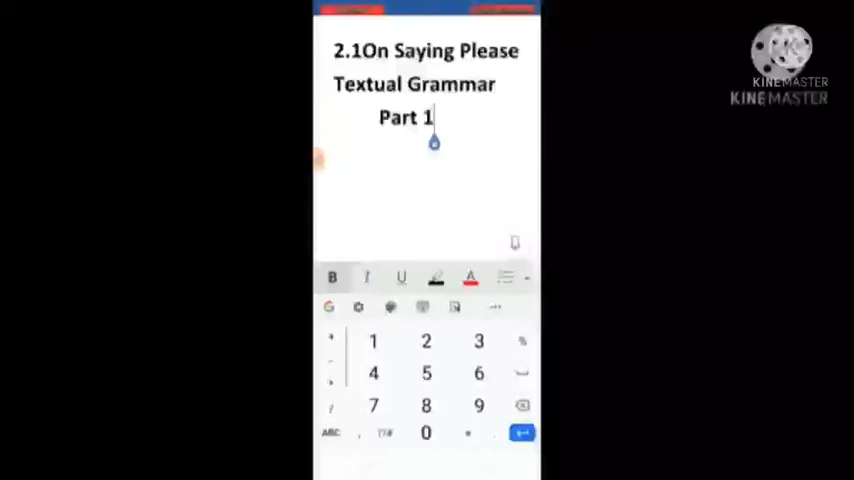 2.1On Saying Please
Textual Grammar
Part 1
KINEMASTER
KINEMASTER
B I U A
G
1 2 3 %
4 5 6
7 8 9
ABC , !?# 0 .